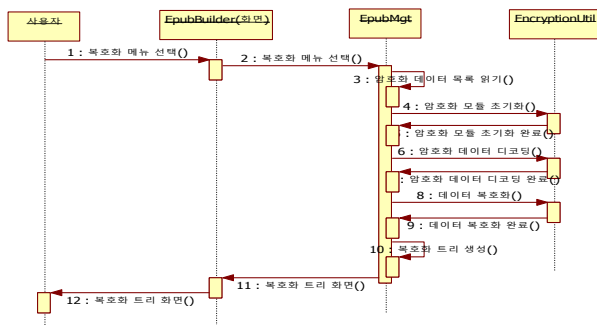 사용자
EpubBuilder(화면)
EpubMgt
EncryptionUtil
1 : 복호화 메뉴 선택()
2 : 복호화 메뉴 선택()
3 : 암호화 데이터 목록 읽기()
4 : 암호화 모듈 초기화()
: 암호화 모듈 초기화 완료()
6 : 암호화 데이터 디코딩()
: 암호화 데이터 디코딩 완료()
8 : 데이터 복호화()
9 : 데이터 복호화 완료()
10 : 복호화 트리 생성()
11 : 복호화 트리 화면()
12 : 복호화 트리 화면()